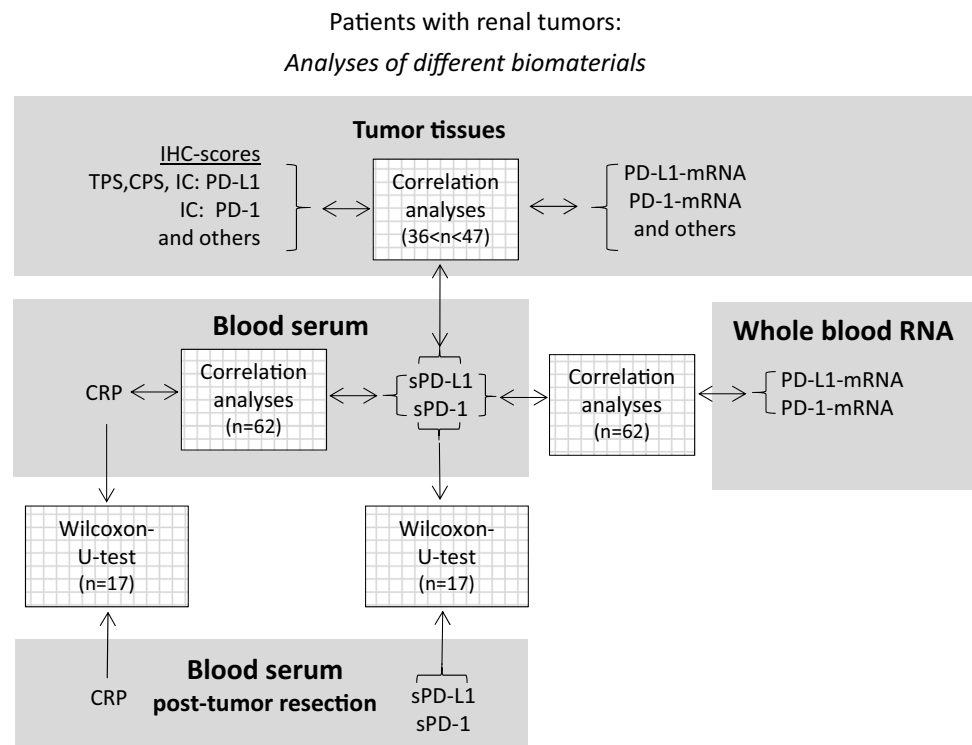 Patients with renal tumors:
Analyses of different biomaterials
Tumor tissues
IHC-scores
TPS,CPS, IC: PD-L1
IC: PD-1
and others
Correlation
analyses
(36<n<47)
PD-L1-mRNA
PD-1-mRNA
and others
Blood serum
CRP
Correlation
analyses
(n=62)
sPD-L1
sPD-1
Correlation
analyses
(n=62)
Whole blood RNA
PD-L1-mRNA
PD-1-mRNA
Wilcoxon-
U-test
(n=17)
Wilcoxon-
U-test
(n=17)
Blood serum
post-tumor resection
CRP
sPD-L1
sPD-1